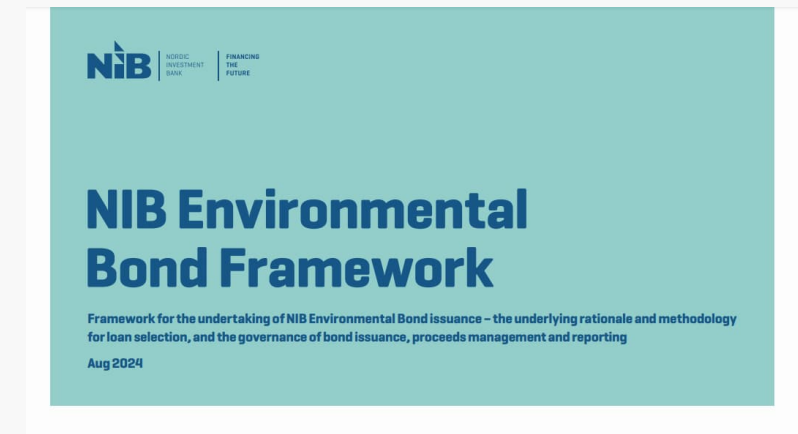 NiB
NORDIC
INVESTMENT
BANK
FINANCING
THE
FUTURE
NIB Environmental
Bond Framework
Framework for the undertaking of NIB Environmental Bond issuance – the underlying rationale and methodology
for loan selection, and the governance of bond issuance, proceeds management and reporting
Aug 2024